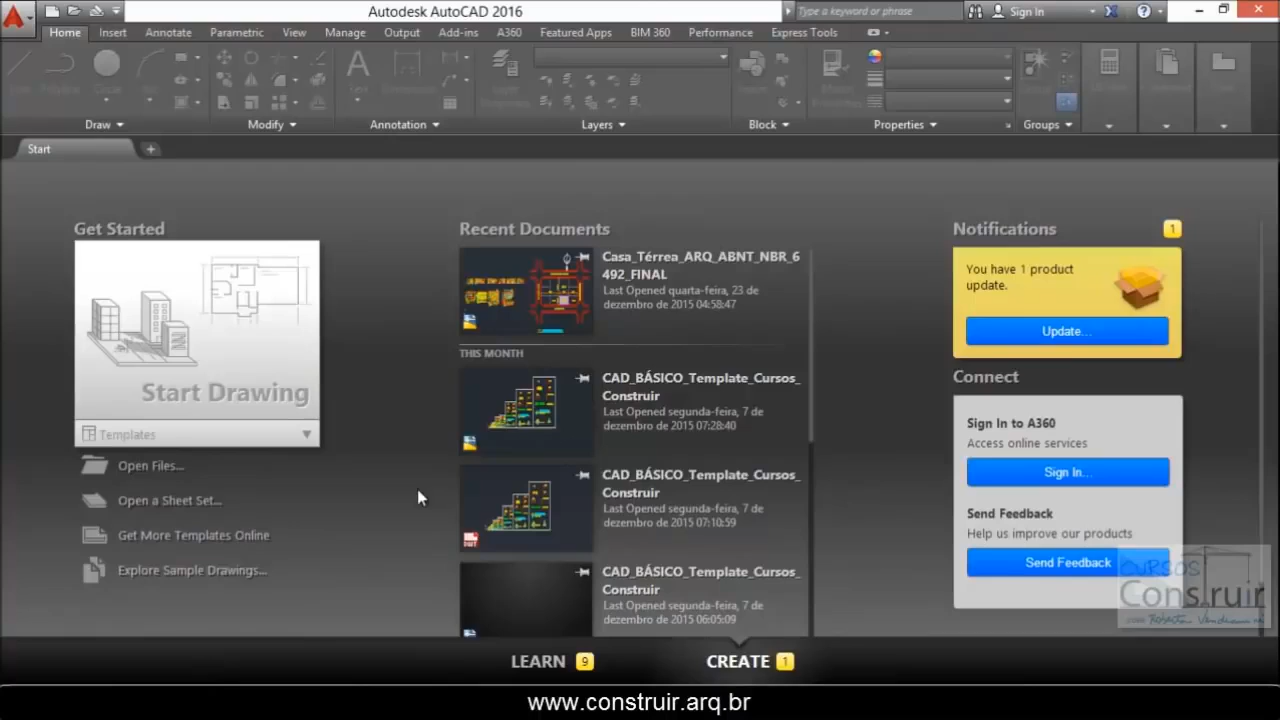 Autodesk AutoCAD 2016
Type a keyword or phrase
Sign In
Home
Insert
Annotate
Parametric
View
Manage
Output
Add-ins
A360
Featured Apps
BIM 360
Performance
Express Tools
Draw
Modify
Annotation
Layers
Block
Properties
Groups
Start
Get Started
Start Drawing
Templates
Open Files...
Open a Sheet Set...
Get More Templates Online
Explore Sample Drawings...
Recent Documents
Casa_Térrea_ARQ_ABNT_NBR_6
492_FINAL
Last Opened quarta-feira, 23 de
dezembro de 2015 04:58:47
THIS MONTH
CAD_BÁSICO_Template_Cursos_
Construir
Last Opened segunda-feira, 7 de
dezembro de 2015 07:28:40
CAD_BÁSICO_Template_Cursos_
Construir
Last Opened segunda-feira, 7 de
dezembro de 2015 07:10:59
CAD_BÁSICO_Template_Cursos_
Construir
Last Opened segunda-feira, 7 de
dezembro de 2015 06:05:09
Notifications 1
You have 1 product
update.
Update...
Connect
Sign In to A360
Access online services
Sign In...
Send Feedback
Help us improve our products
Send Feedback
CURSOS
Construir
LEARN 9
CREATE 1
www.construir.arq.br